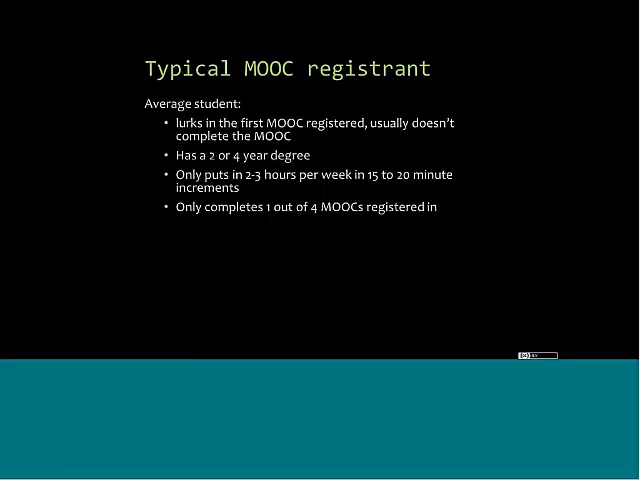 Typical MOOC registrant
Average student:
• lurks in the first MOOC registered, usually doesn't
complete the MOOC
• Has a 2 or 4 year degree
• Only puts in 2-3 hours per week in 15 to 20 minute
increments
• Only completes 1 out of 4 MOOCs registered in
(cc) BY